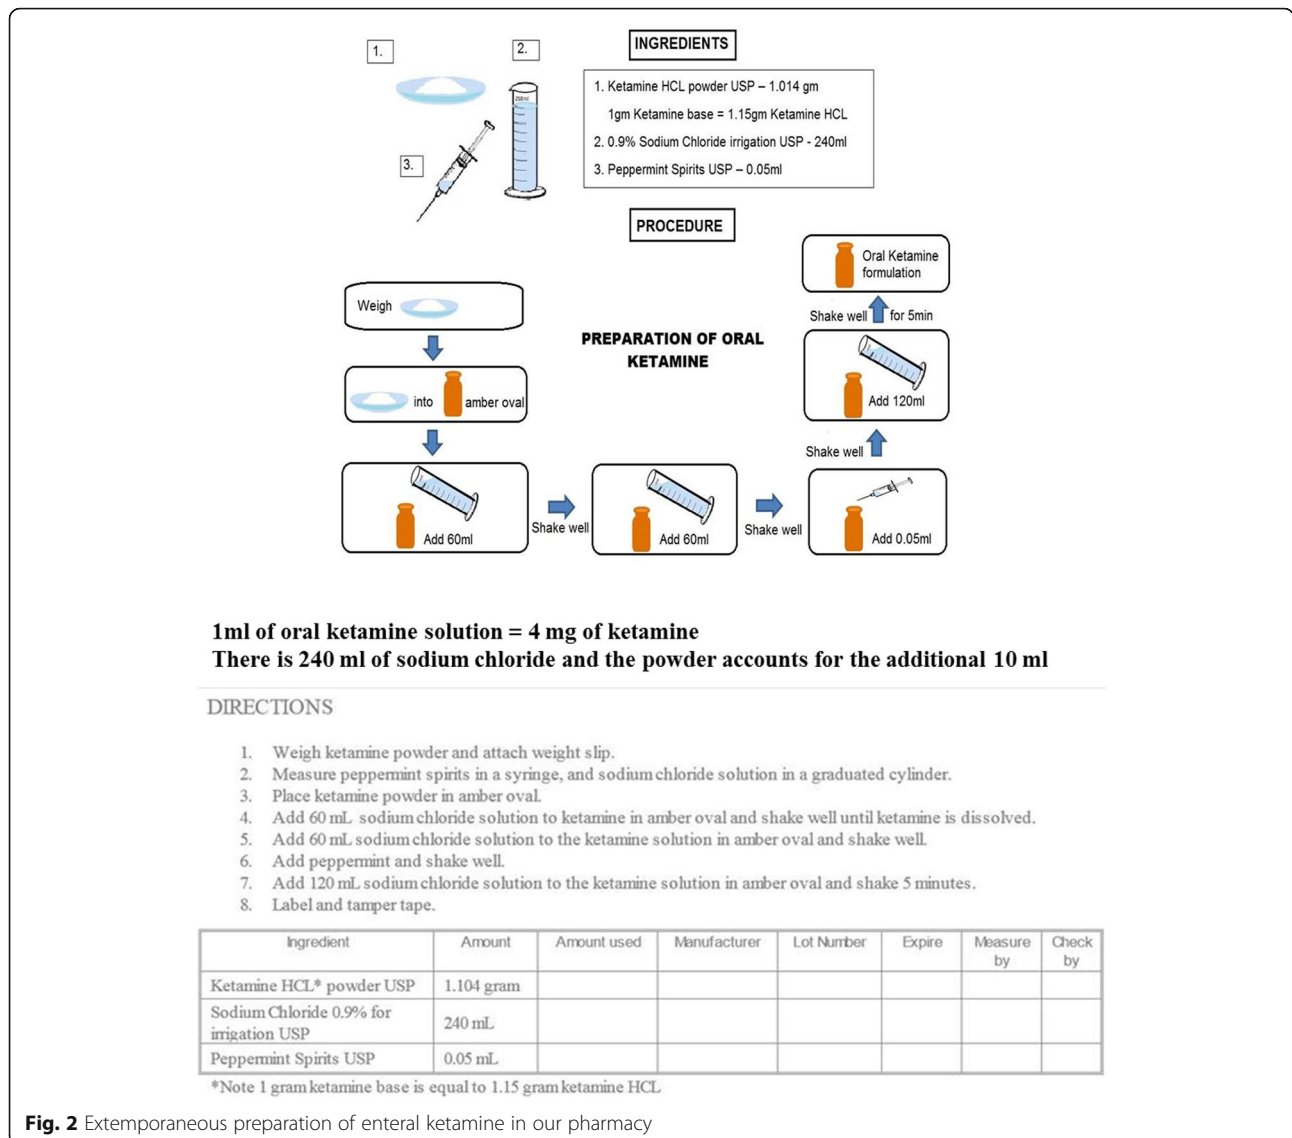 1.
2.
3.
250ml
INGREDIENTS
1. Ketamine HCL powder USP – 1.014 gm
1gm Ketamine base = 1.15gm Ketamine HCL
2. 0.9% Sodium Chloride irrigation USP - 240ml
3. Peppermint Spirits USP – 0.05ml
PROCEDURE
PREPARATION OF ORAL
KETAMINE
Weigh
into amber oval
Add 60ml
Shake well
Add 60ml
Shake well
Add 0.05ml
Shake well
Add 120ml
Shake well for 5min
Oral Ketamine
formulation
1ml of oral ketamine solution = 4 mg of ketamine
There is 240 ml of sodium chloride and the powder accounts for the additional 10 ml
DIRECTIONS
1. Weigh ketamine powder and attach weight slip.
2. Measure peppermint spirits in a syringe, and sodium chloride solution in a graduated cylinder.
3. Place ketamine powder in amber oval.
4. Add 60 mL sodium chloride solution to ketamine in amber oval and shake well until ketamine is dissolved.
5. Add 60 mL sodium chloride solution to the ketamine solution in amber oval and shake well.
6. Add peppermint and shake well.
7. Add 120 mL sodium chloride solution to the ketamine solution in amber oval and shake 5 minutes.
8. Label and tamper tape.
Ingredient Amount Amount used Manufacturer Lot Number Expire Measure by Check by
Ketamine HCL* powder USP 1.104 gram
Sodium Chloride 0.9% for
irrigation USP 240 mL
Peppermint Spirits USP 0.05 mL
*Note 1 gram ketamine base is equal to 1.15 gram ketamine HCL
Fig. 2 Extemporaneous preparation of enteral ketamine in our pharmacy